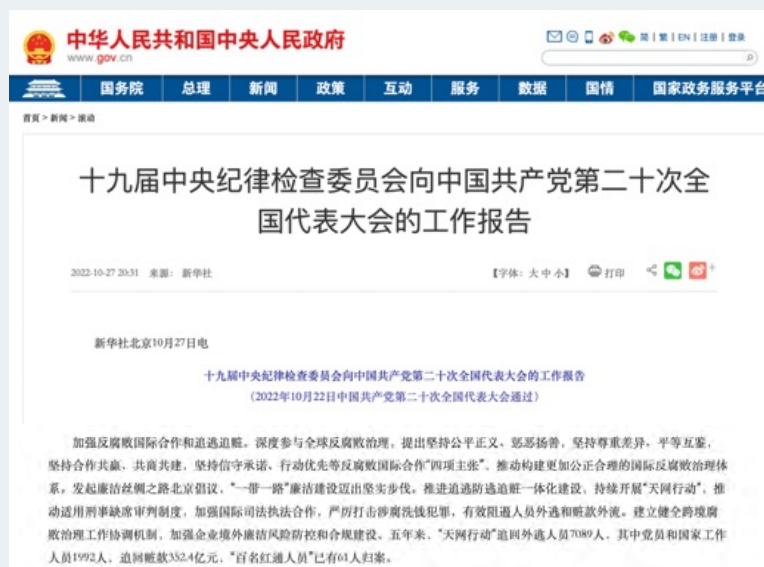 中华人民共和国中央人民政府
www.gov.cn
简 | 繁 | EN | 注册 | 登录
国务院 总理 新闻 政策 互动 服务 数据 国情 国家政务服务平台
首页 > 新闻 > 滚动
十九届中央纪律检查委员会向中国共产党第二十次全
国代表大会的工作报告
2022-10-27 20:31 来源： 新华社 【字体：大 中 小】 打印
新华社北京10月27日电
十九届中央纪律检查委员会向中国共产党第二十次全国代表大会的工作报告
（2022年10月22日中国共产党第二十次全国代表大会通过）
加强反腐败国际合作和追逃追赃。深度参与全球反腐败治理，提出坚持公平正义、惩恶扬善，坚持尊重差异、平等互鉴，
坚持合作共赢、共商共建，坚持信守承诺、行动优先等反腐败国际合作“四项主张”，推动构建更加公正合理的国际反腐败治理体
系。发起廉洁丝绸之路北京倡议，“一带一路”廉洁建设迈出坚实步伐。推进追逃防逃追赃一体化建设，持续开展“天网行动”，推
动适用刑事缺席审判制度，加强国际司法执法合作，严厉打击涉腐洗钱犯罪，有效阻遏人员外逃和赃款外流。建立健全跨境腐
败治理工作协调机制，加强企业境外廉洁风险防控和合规建设。五年来，“天网行动”追回外逃人员7089人，其中党员和国家工作
人员1992人，追回赃款352.4亿元，“百名红通人员”已有61人归案。